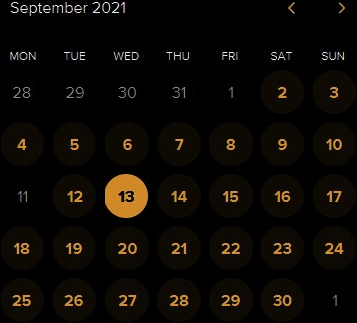 September 2021
MON TUE WED THU FRI SAT SUN
28 29 30 31 1 2 3
4 5 6 7 8 9 10
11 12 13 14 15 16 17
18 19 20 21 22 23 24
25 26 27 28 29 30 1